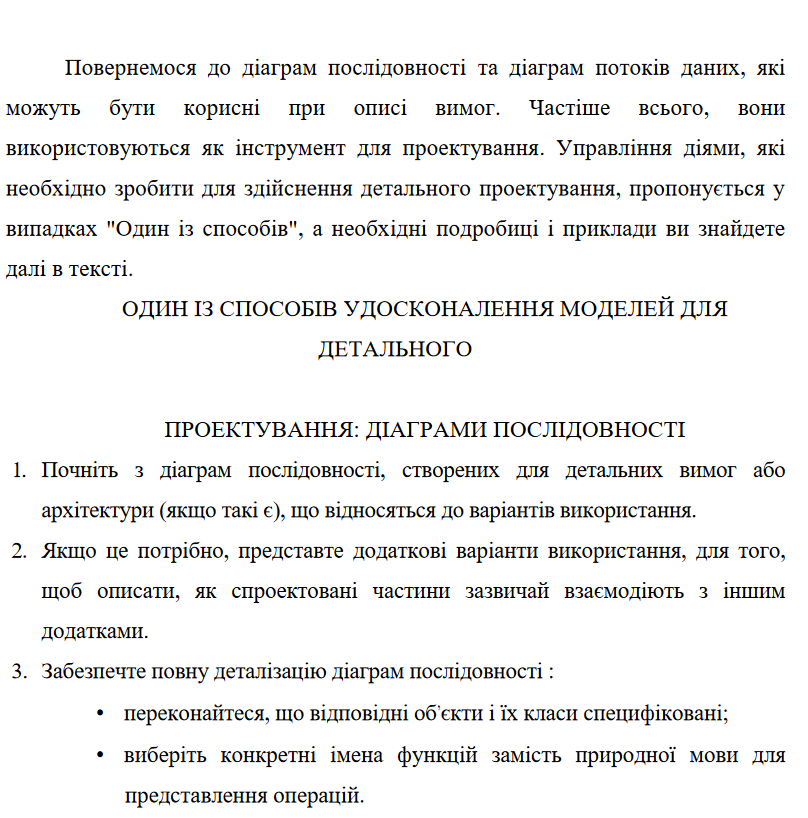 Повернемося до діаграм послідовності та діаграм потоків даних, які
можуть бути корисні при описі вимог. Частіше всього, вони
використовуються як інструмент для проектування. Управління діями, які
необхідно зробити для здійснення детального проектування, пропонується у
випадках "Один із способів", а необхідні подробиці і приклади ви знайдете
далі в тексті.
ОДИН ІЗ СПОСОБІВ УДОСКОНАЛЕННЯ МОДЕЛЕЙ ДЛЯ
ДЕТАЛЬНОГО
ПРОЕКТУВАННЯ: ДІАГРАМИ ПОСЛІДОВНОСТІ
1. Почніть з діаграм послідовності, створених для детальних вимог або
архітектури (якщо такі є), що відносяться до варіантів використання.
2. Якщо це потрібно, представте додаткові варіанти використання, для того,
щоб описати, як спроектовані частини зазвичай взаємодіють з іншим
додатками.
3. Забезпечте повну деталізацію діаграм послідовності :
• переконайтеся, що відповідні об’єкти і їх класи специфіковані;
• виберіть конкретні імена функцій замість природної мови для
представлення операцій.